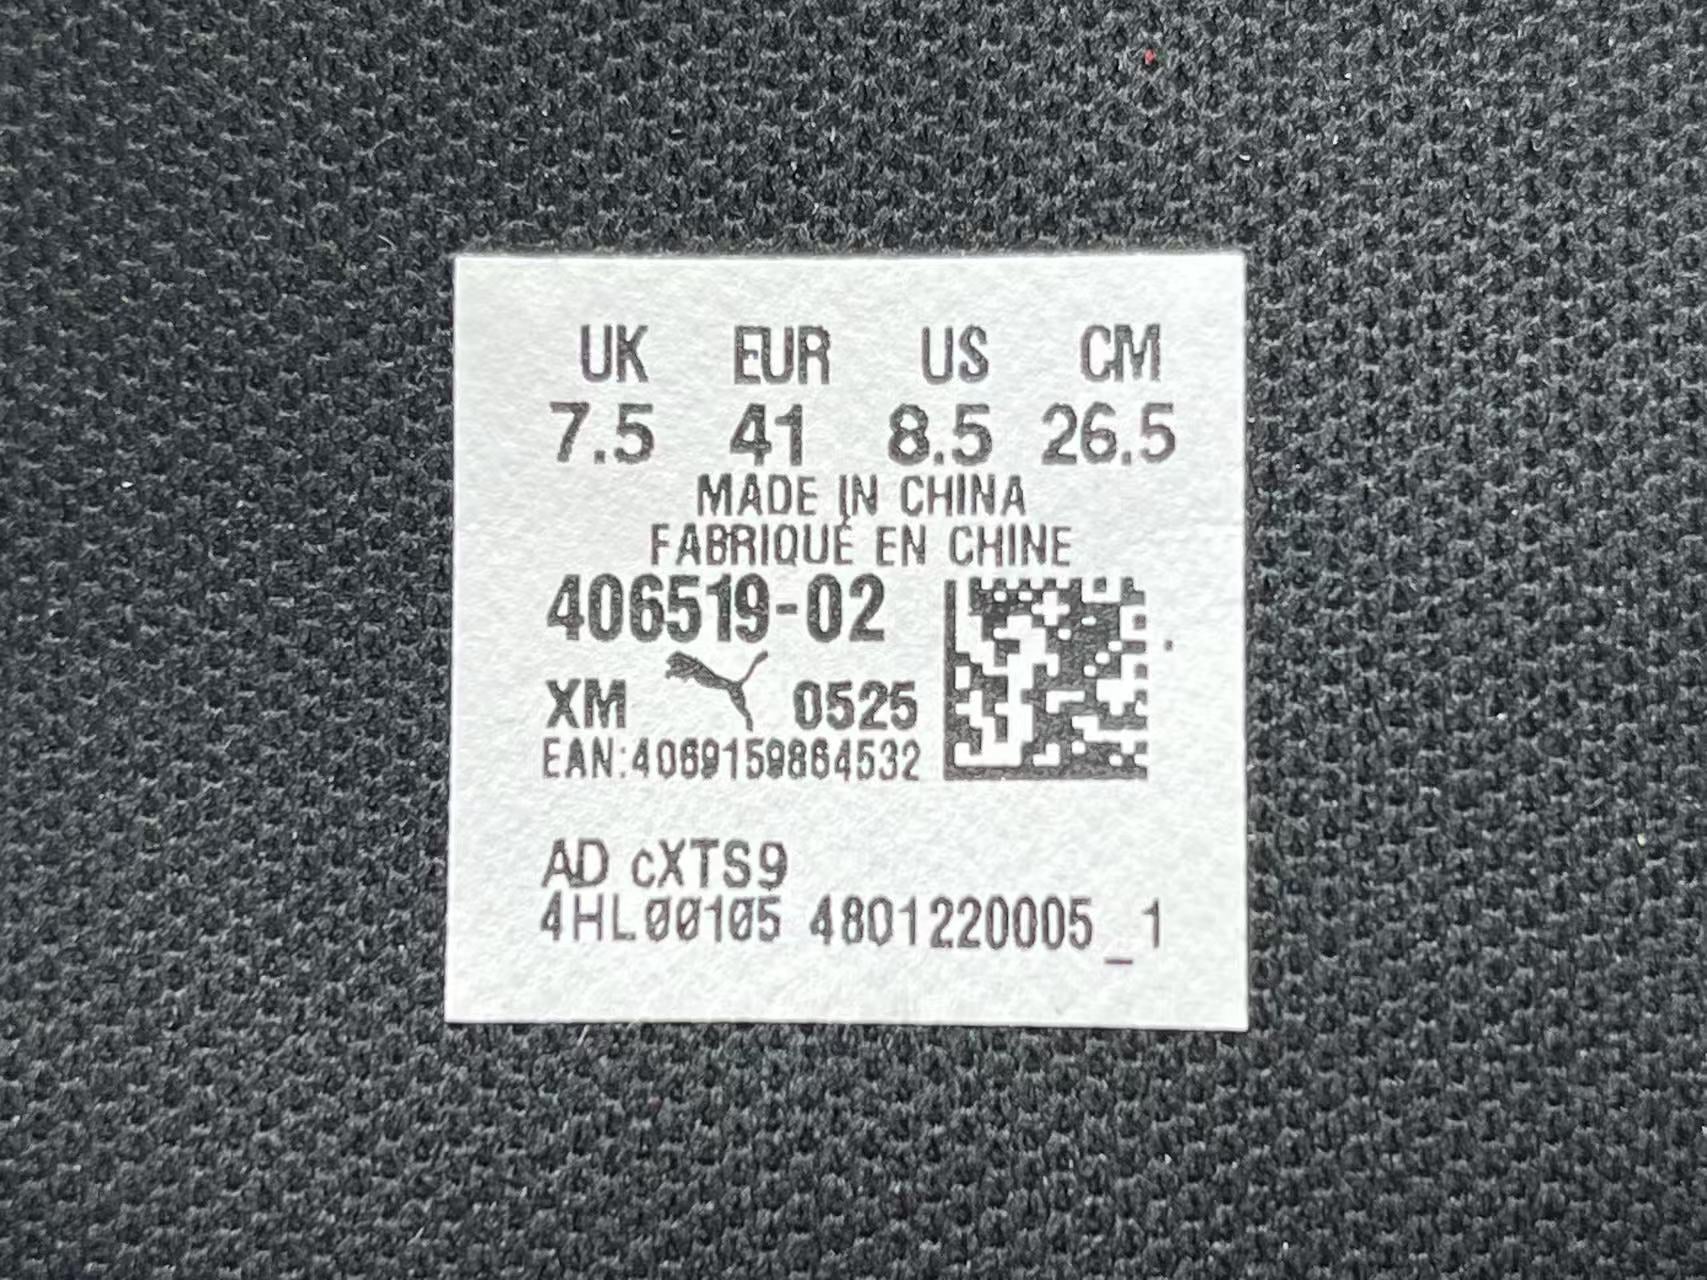 UK EUR US CM
7.5 41 8.5 26.5
MADE IN CHINA
FABRIQUÉ EN CHINE
406519-02
XM 0525
EAN:4069159864532
AD cXTS9
4HL00105 4801220005_1